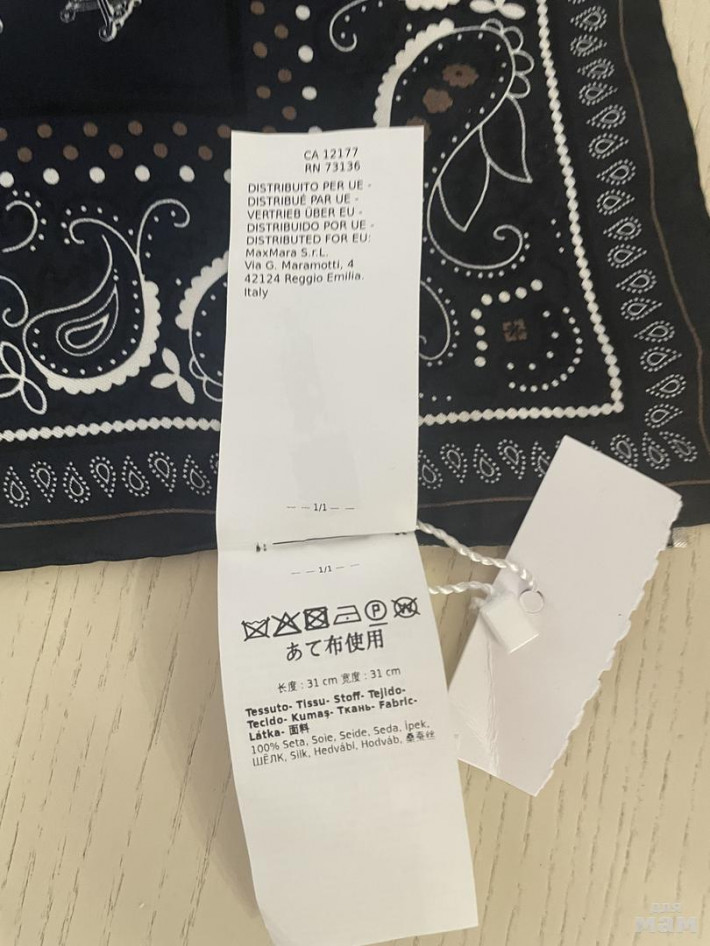 CA 12177
RN 73136
DISTRIBUITO PER UE -
DISTRIBUÉ PAR UE -
VERTRIEB ÜBER EU -
DISTRIBUIDO POR UE -
DISTRIBUTED FOR EU:
MaxMara S.r.L.
Via G. Maramotti, 4
42124 Reggio Emilia.
Italy
— — 1/1 — —
— — 1/1 — —
P W
あて布使用
长度 : 31 cm 宽度 : 31 cm
Tessuto- Tissu- Stoff- Tejido-
Tecido- Kumaş- Ткань- Fabric-
Látka- 面料
100% Seta, Soie, Seide, Seda, İpek,
ШЁЛК, Silk, Hedvábí, Hodváb, 桑蚕丝
для
мам